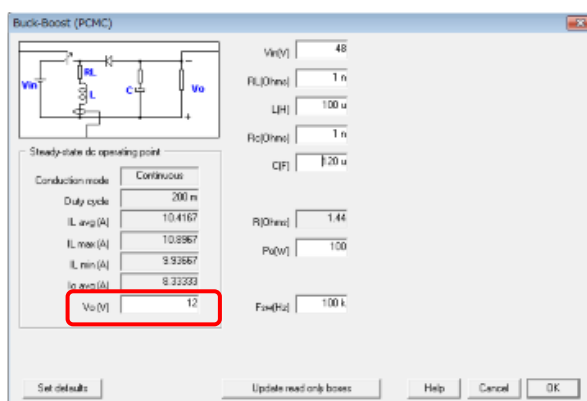 Buck-Boost (PCMC)
Vin
RL
L
C
Vo
Steady-state dc operating point
Conduction mode Continuous
Duty cycle 200 m
IL avg (A) 10.4167
IL max (A) 10.8967
IL min (A) 9.93667
Io avg (A) 8.33333
Vo (V) 12
Vin(V) 48
RL(Ohms) 1 n
L(H) 100 u
Rc(Ohms) 1 n
C(F) 120 u
R(Ohms) 1.44
Po(W) 100
Fsw(Hz) 100 k
Set defaults
Update read only boxes
Help
Cancel
OK